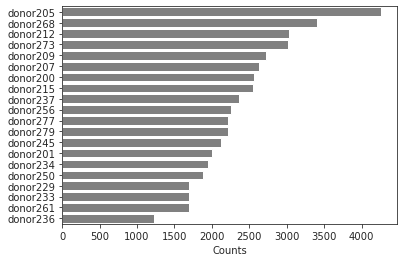 donor205
donor268
donor212
donor273
donor209
donor207
donor200
donor215
donor237
donor256
donor277
donor279
donor245
donor201
donor234
donor250
donor229
donor233
donor261
donor236
0 500 1000 1500 2000 2500 3000 3500 4000
Counts